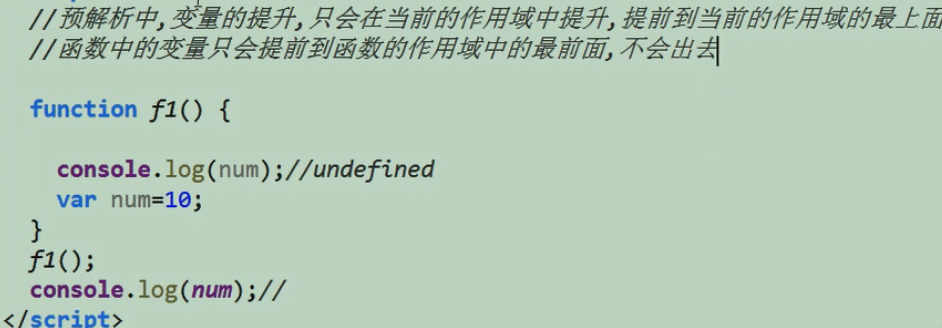 //预解析中,变量的提升,只会在当前的作用域中提升,提前到当前的作用域的最上面
//函数中的变量只会提前到函数的作用域中的最前面,不会出去
function f1() {
console.log(num);//undefined
var num=10;
}
f1();
console.log(num);//
</script>